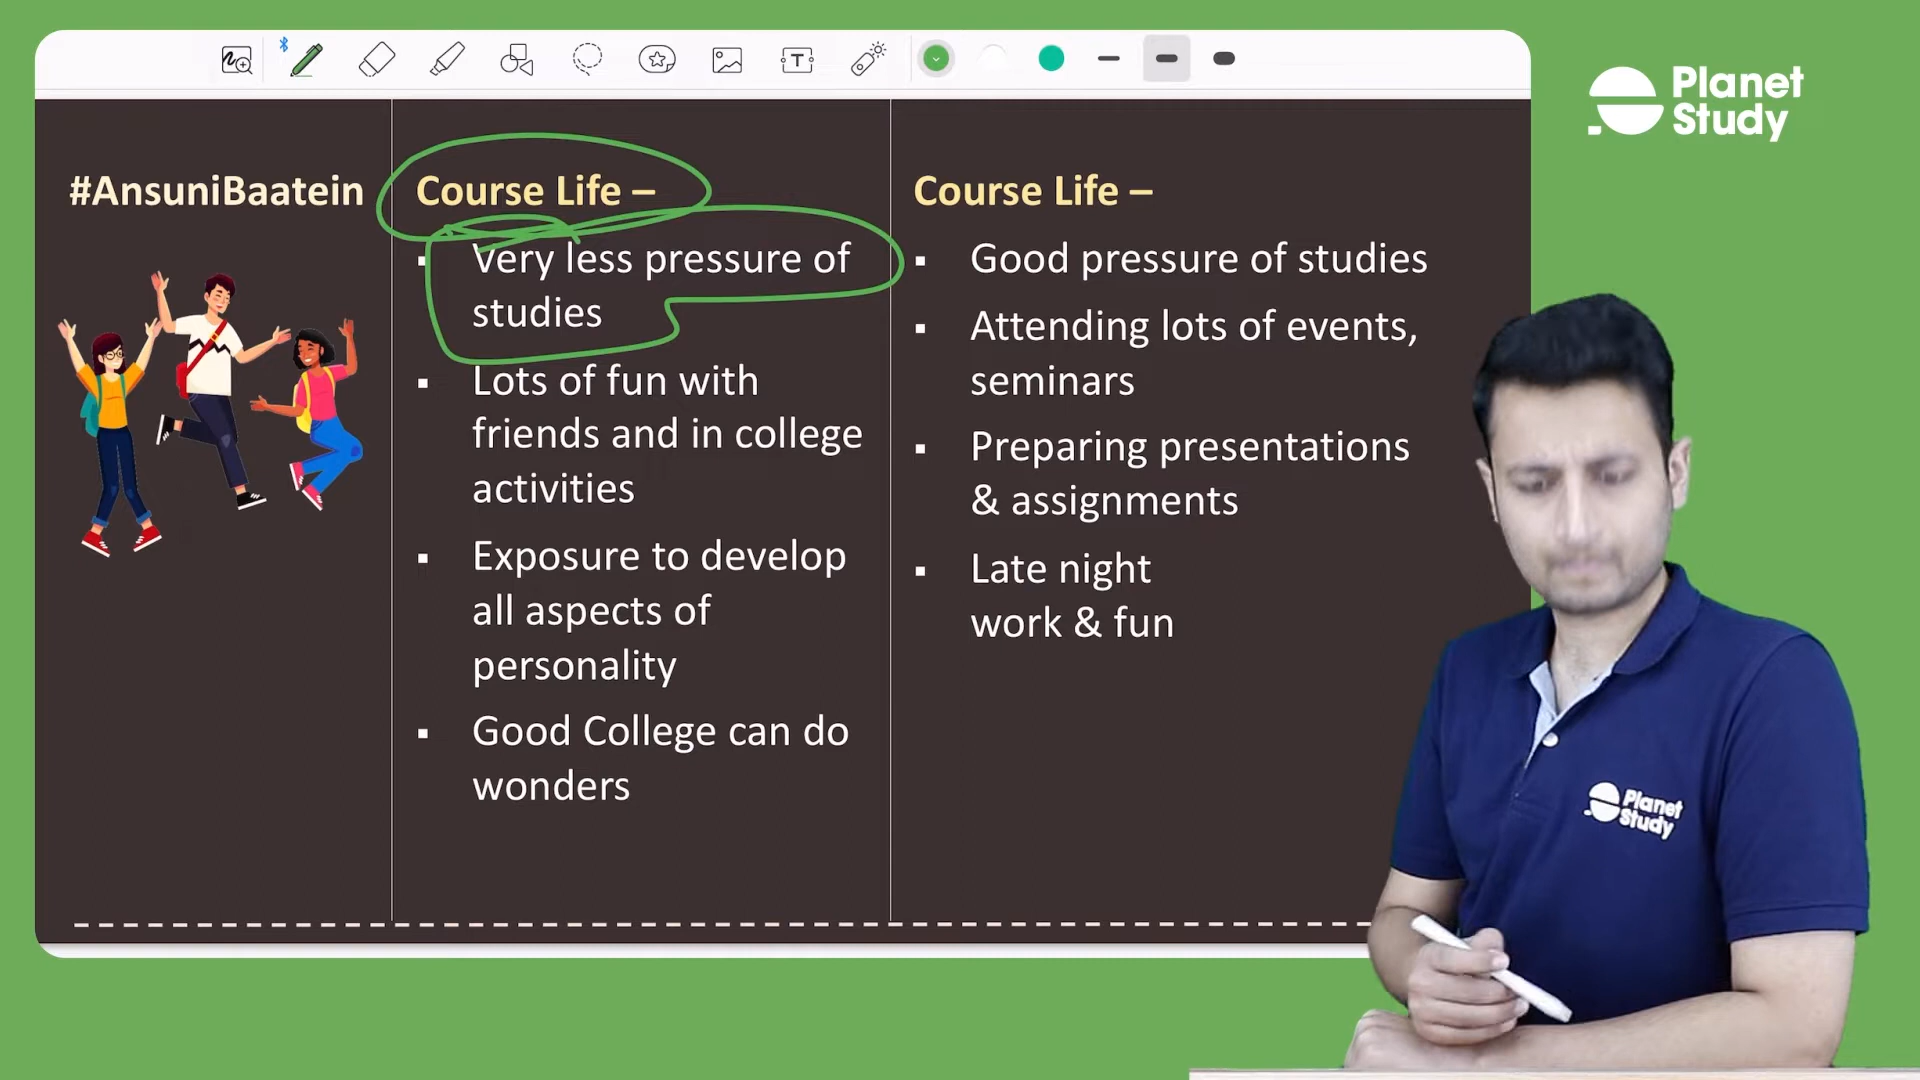 Planet
Study
#AnsuniBaatein
Course Life –
▪ Very less pressure of
studies
▪ Lots of fun with
friends and in college
activities
▪ Exposure to develop
all aspects of
personality
▪ Good College can do
wonders
Course Life –
▪ Good pressure of studies
▪ Attending lots of events,
seminars
▪ Preparing presentations
& assignments
▪ Late night
work & fun
Planet
Study